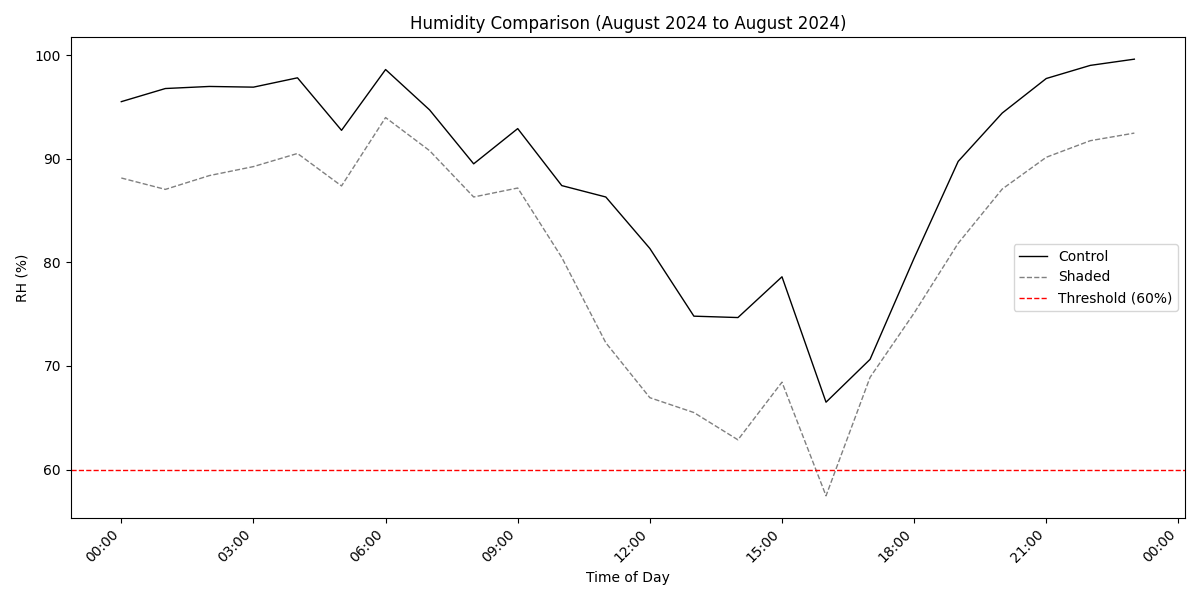 Humidity Comparison (August 2024 to August 2024)
100
90
80
70
60
RH (%)
Control
Shaded
Threshold (60%)
00:00
03:00
06:00
09:00
12:00
15:00
18:00
21:00
00:00
Time of Day